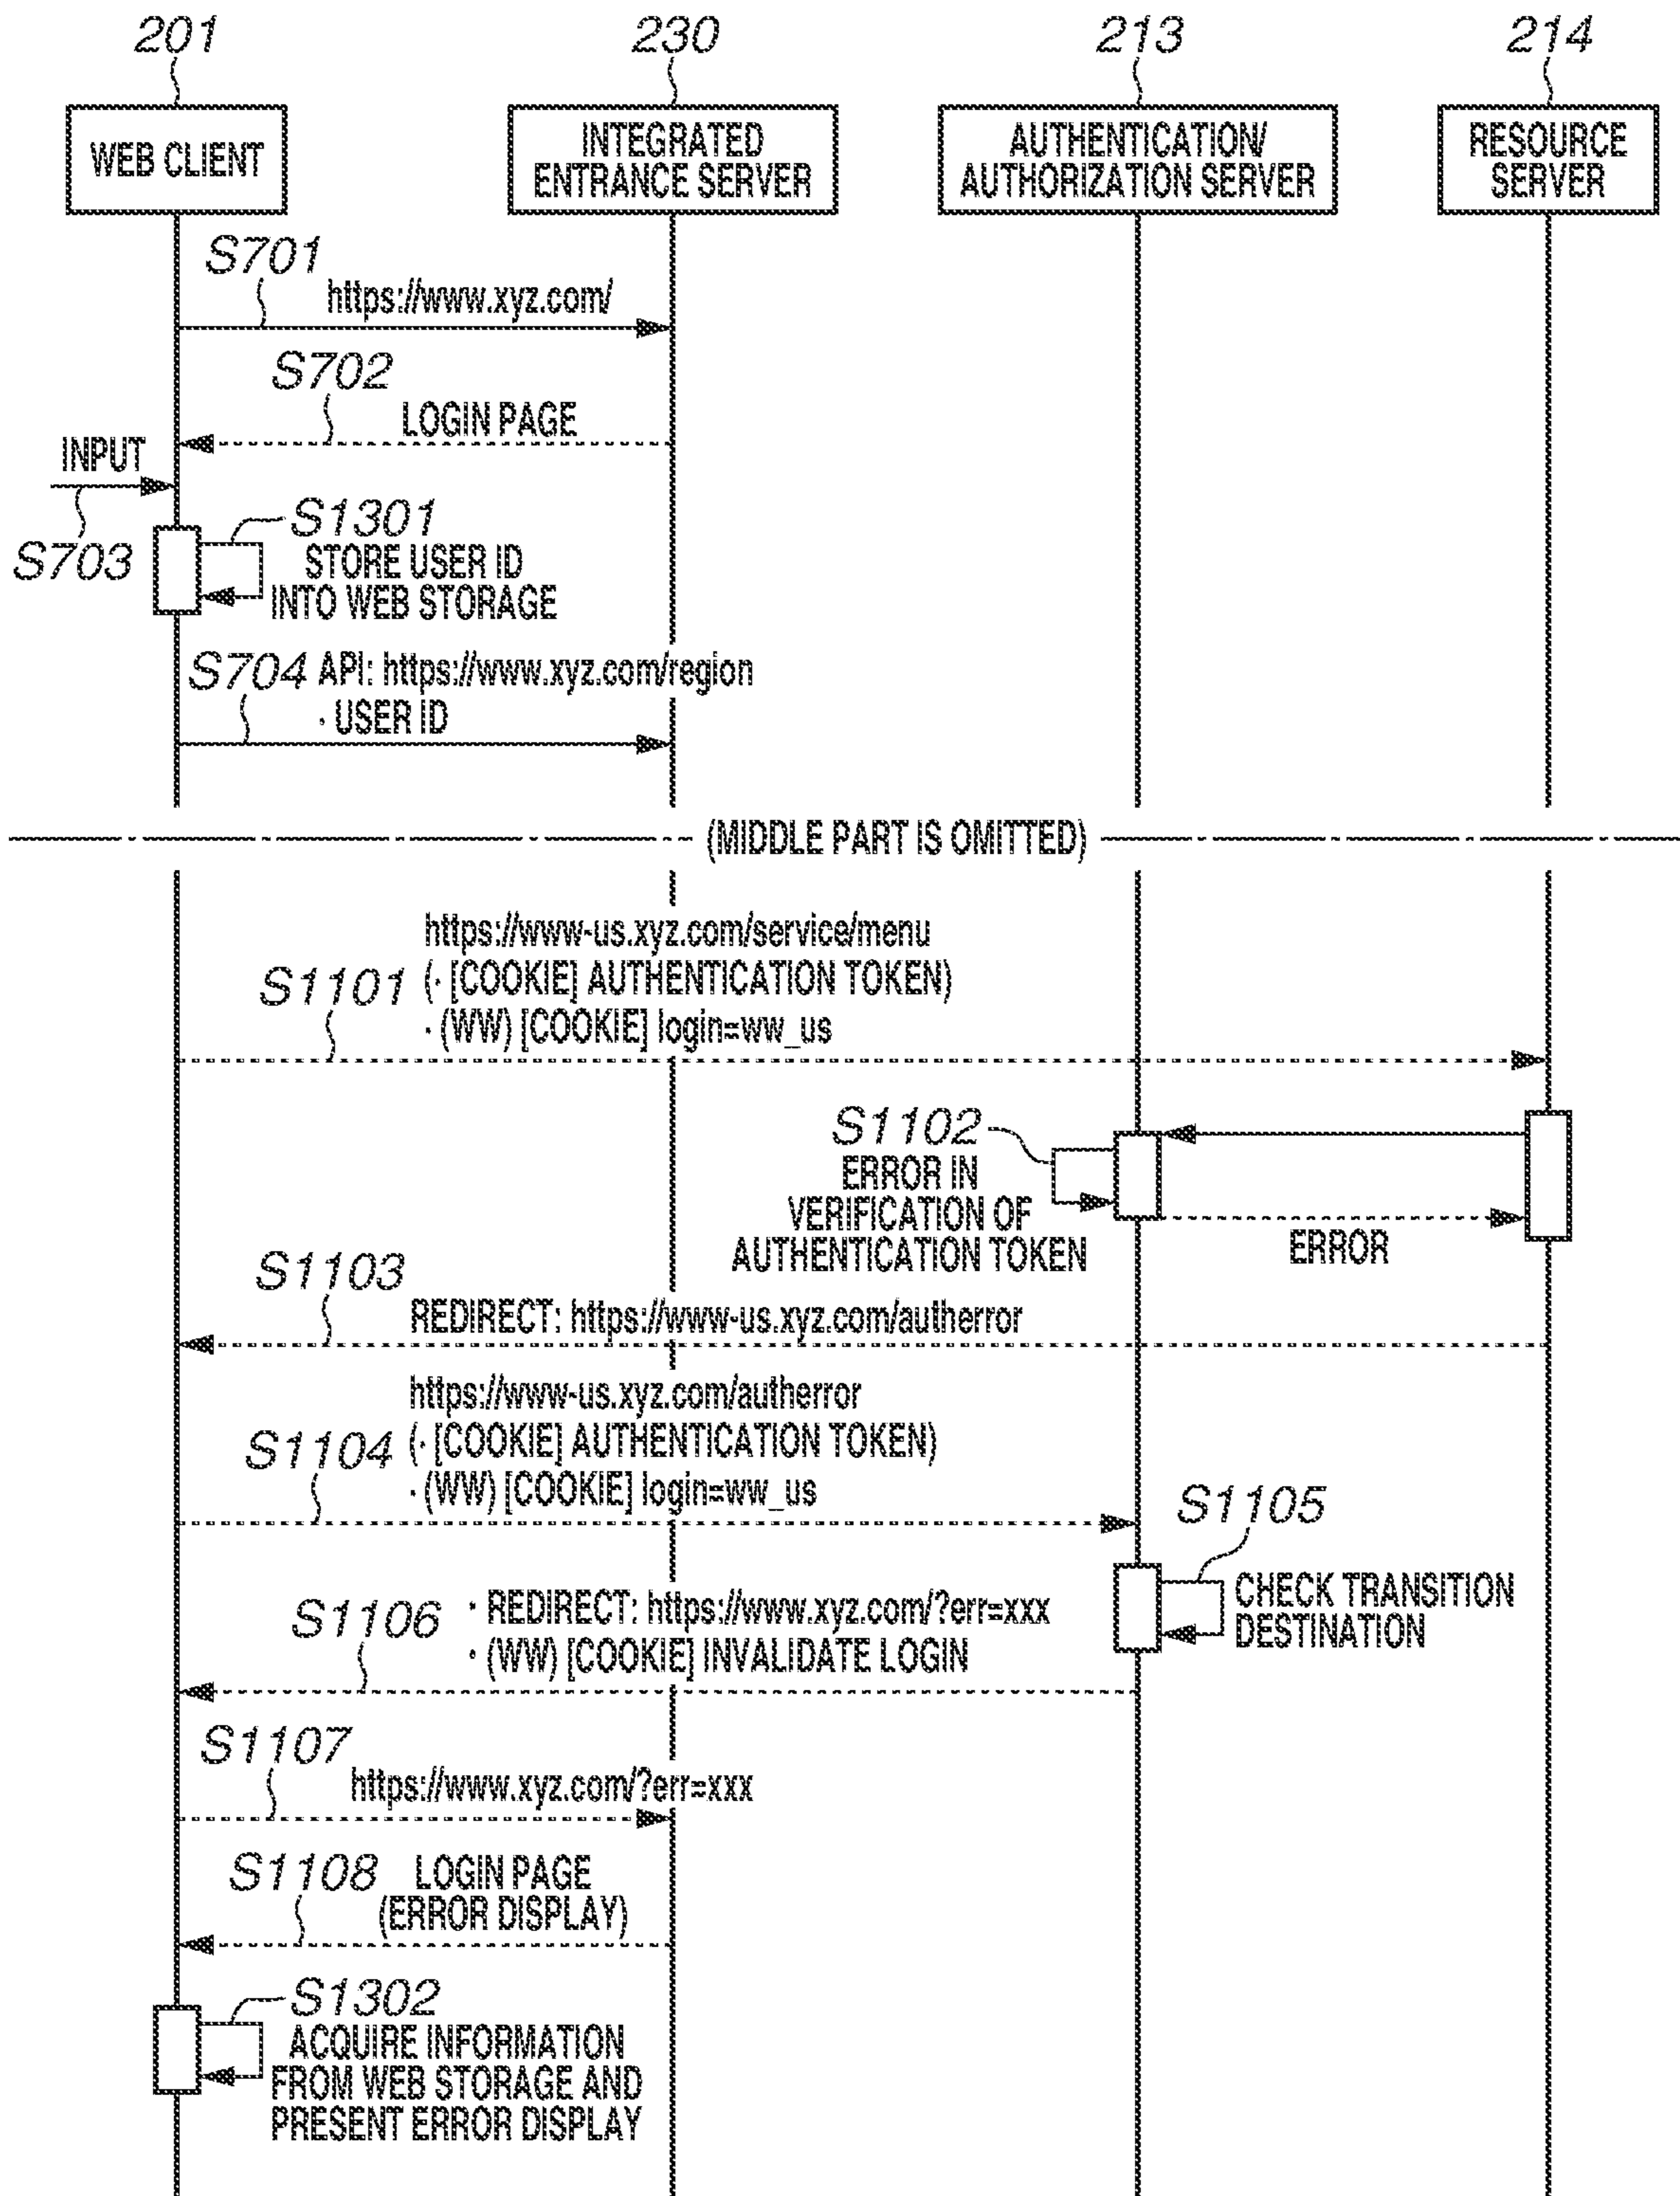 201
230
213
214
WEB CLIENT
INTEGRATED
ENTRANCE SERVER
AUTHENTICATION/
AUTHORIZATION SERVER
RESOURCE
SERVER
S701
https://www.xyz.com/
S702
LOGIN PAGE
INPUT
S703
S1301
STORE USER ID
INTO WEB STORAGE
S704 API: https://www.xyz.com/region
· USER ID
(MIDDLE PART IS OMITTED)
https://www-us.xyz.com/service/menu
S1101 (· [COOKIE] AUTHENTICATION TOKEN)
· (WW) [COOKIE] login=ww_us
S1102
ERROR IN
VERIFICATION OF
AUTHENTICATION TOKEN
ERROR
S1103
REDIRECT: https://www-us.xyz.com/autherror
https://www-us.xyz.com/autherror
S1104 (· [COOKIE] AUTHENTICATION TOKEN)
· (WW) [COOKIE] login=ww_us
S1105
CHECK TRANSITION
DESTINATION
S1106 · REDIRECT: https://www.xyz.com/?err=xxx
· (WW) [COOKIE] INVALIDATE LOGIN
S1107
https://www.xyz.com/?err=xxx
S1108 LOGIN PAGE
(ERROR DISPLAY)
S1302
ACQUIRE INFORMATION
FROM WEB STORAGE AND
PRESENT ERROR DISPLAY